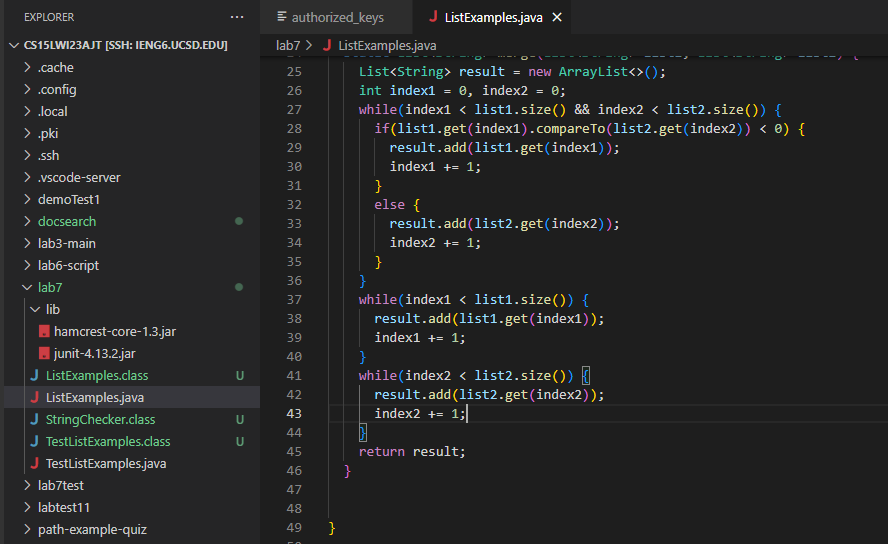 EXPLORER
CS15LWI23AJT [SSH: IENG6.UCSD.EDU]
.cache
.config
.local
.pki
.ssh
.vscode-server
demoTest1
docsearch
lab3-main
lab6-script
lab7
lib
hamcrest-core-1.3.jar
junit-4.13.2.jar
J ListExamples.class U
J ListExamples.java
J StringChecker.class U
J TestListExamples.class U
J TestListExamples.java
lab7test
labtest11
path-example-quiz
authorized_keys
J ListExamples.java
lab7 > J ListExamples.java
25 List<String> result = new ArrayList<>();
26 int index1 = 0, index2 = 0;
27 while(index1 < list1.size() && index2 < list2.size()) {
28 if(list1.get(index1).compareTo(list2.get(index2)) < 0) {
29 result.add(list1.get(index1));
30 index1 += 1;
31 }
32 else {
33 result.add(list2.get(index2));
34 index2 += 1;
35 }
36 }
37 while(index1 < list1.size()) {
38 result.add(list1.get(index1));
39 index1 += 1;
40 }
41 while(index2 < list2.size()) {
42 result.add(list2.get(index2));
43 index2 += 1;
44 }
45 return result;
46 }
47
48
49 }